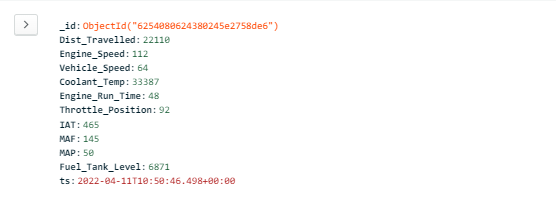 _id: ObjectId("6254080624380245e2758de6")
Dist_Travelled: 22110
Engine_Speed: 112
Vehicle_Speed: 64
Coolant_Temp: 33387
Engine_Run_Time: 48
Throttle_Position: 92
IAT: 465
MAF: 145
MAP: 50
Fuel_Tank_Level: 6871
ts: 2022-04-11T10:50:46.498+00:00